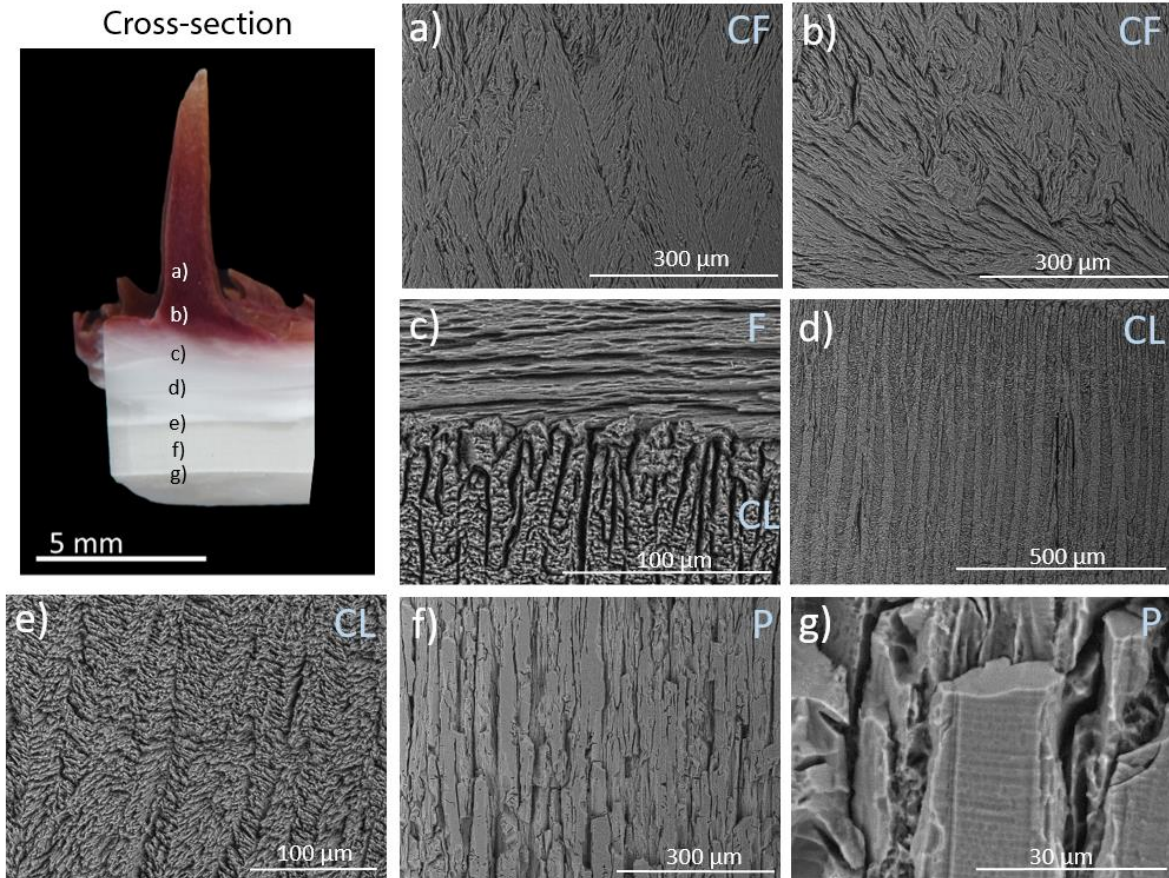 Cross-section
a)
b)
c)
d)
e)
f)
g)
5 mm
a)
CF
300 µm
b)
CF
300 µm
c)
F
CL
100 µm
d)
CL
500 µm
e)
CL
100 µm
f)
P
300 µm
g)
P
30 µm